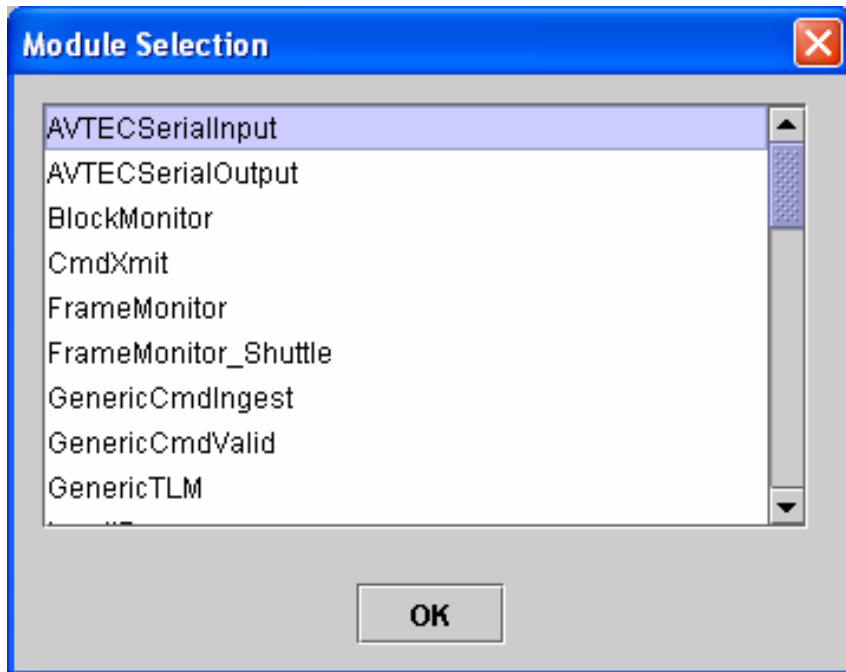 Module Selection
AVTECSerialInput
AVTECSerialOutput
BlockMonitor
CmdXmit
FrameMonitor
FrameMonitor_Shuttle
GenericCmdIngest
GenericCmdValid
GenericTLM
OK